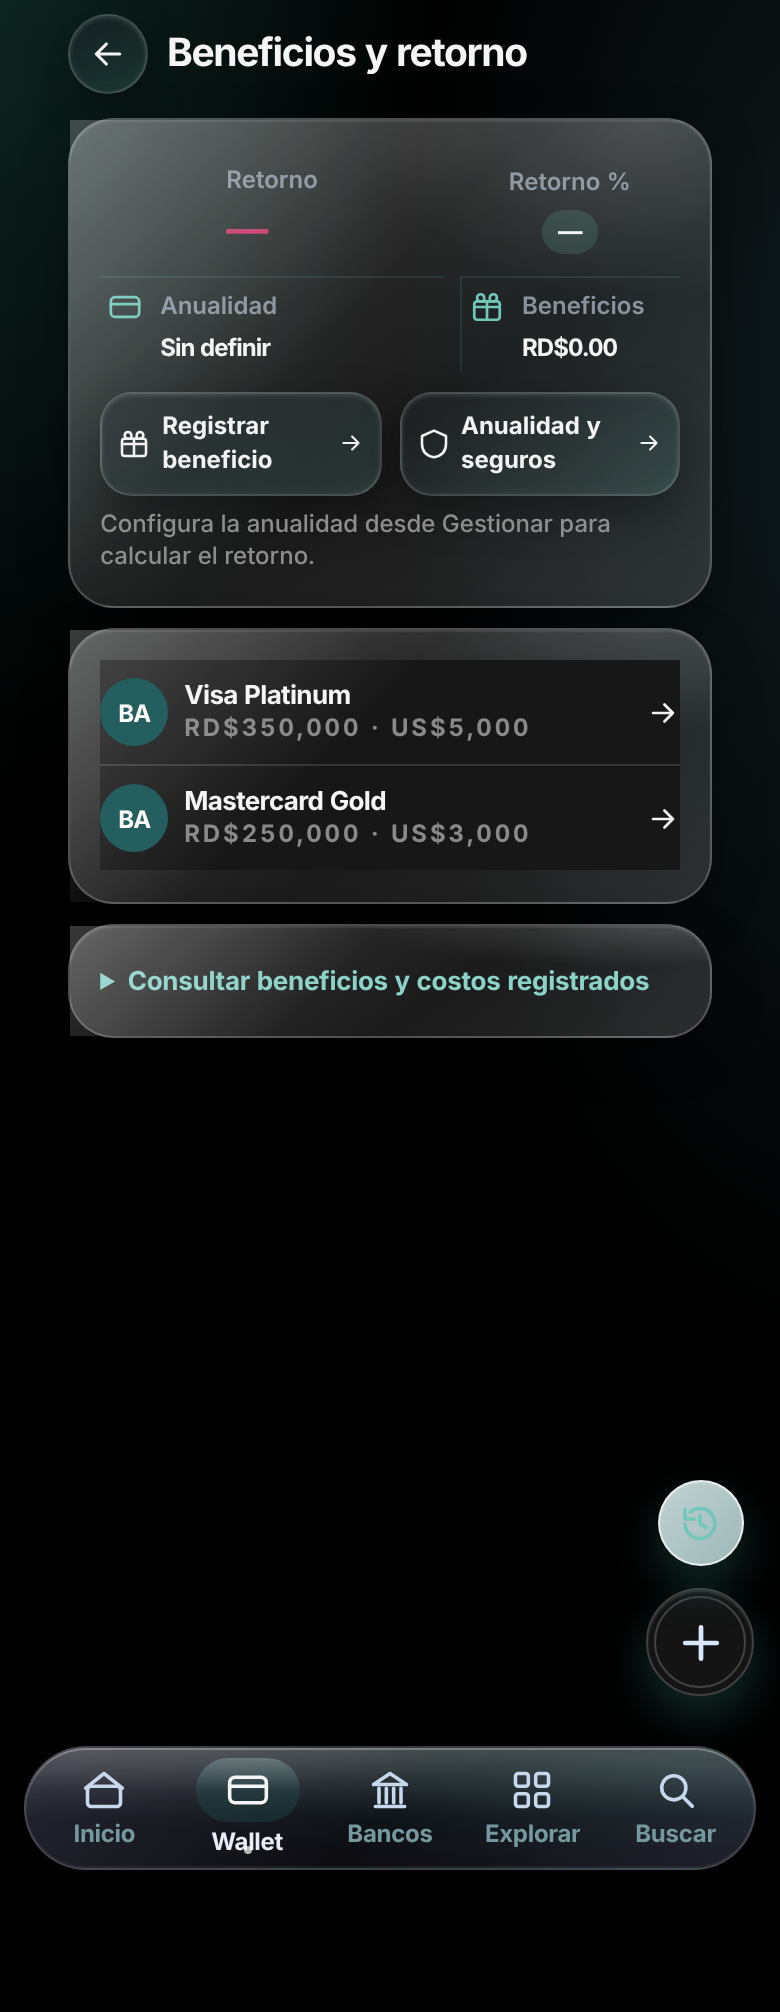 Beneficios y retorno
Retorno
Retorno %
—
—
Anualidad
Beneficios
Sin definir
RD$0.00
Registrar
beneficio
Anualidad y
seguros
Configura la anualidad desde Gestionar para
calcular el retorno.
BA
Visa Platinum
RD$350,000 · US$5,000
BA
Mastercard Gold
RD$250,000 · US$3,000
Consultar beneficios y costos registrados
Inicio
Wallet
Bancos
Explorar
Buscar